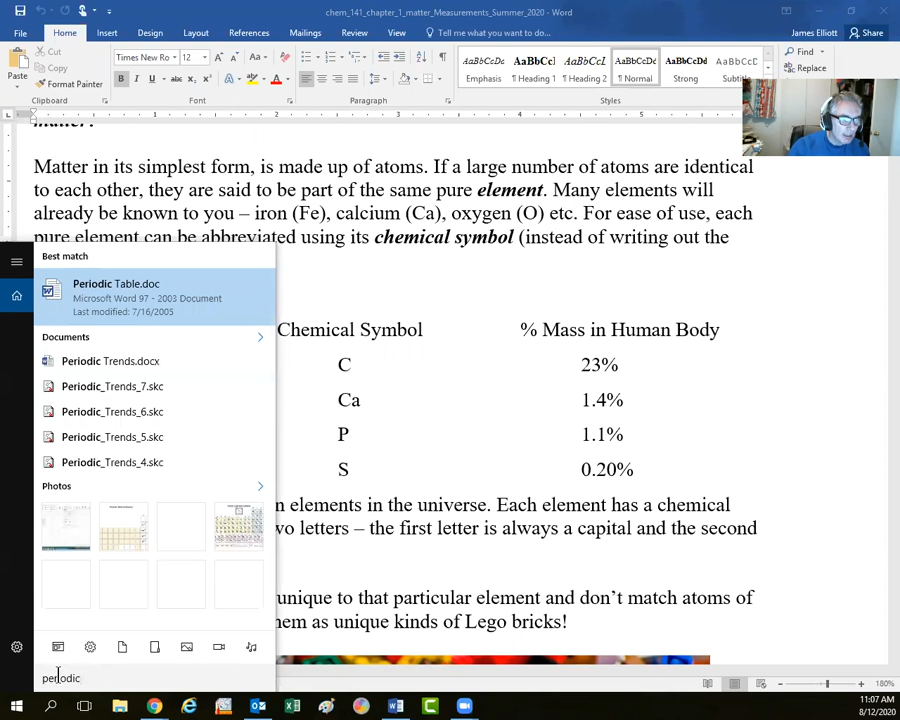 chem_141_chapter_1_matter_Measurements_Summer_2020 - Word
File
Home
Insert
Design
Layout
References
Mailings
Review
View
Tell me what you want to do...
James Elliott
Share
Paste
Cut
Copy
Format Painter
Clipboard
Times New Ro
12
Font
Paragraph
AaBbCcDc
AaBbCc
AaBbCcI
AaBbCcDc
AaBbCcDc
AaBbCcD
Emphasis
¶ Heading 1
¶ Heading 2
¶ Normal
Strong
Subtitle
Styles
Find
Replace
1
2
3
4
5
matter?
Matter in its simplest form, is made up of atoms. If a large number of atoms are identical
to each other, they are said to be part of the same pure element. Many elements will
already be known to you – iron (Fe), calcium (Ca), oxygen (O) etc. For ease of use, each
pure element can be abbreviated using its chemical symbol (instead of writing out the
Chemical Symbol % Mass in Human Body
C 23%
Ca 1.4%
P 1.1%
S 0.20%
n elements in the universe. Each element has a chemical
wo letters – the first letter is always a capital and the second
unique to that particular element and don't match atoms of
hem as unique kinds of Lego bricks!
Best match
Periodic Table.doc
Microsoft Word 97 - 2003 Document
Last modified: 7/16/2005
Documents
Periodic Trends.docx
Periodic_Trends_7.skc
Periodic_Trends_6.skc
Periodic_Trends_5.skc
Periodic_Trends_4.skc
Photos
periodic
180%
11:07 AM
8/12/2020